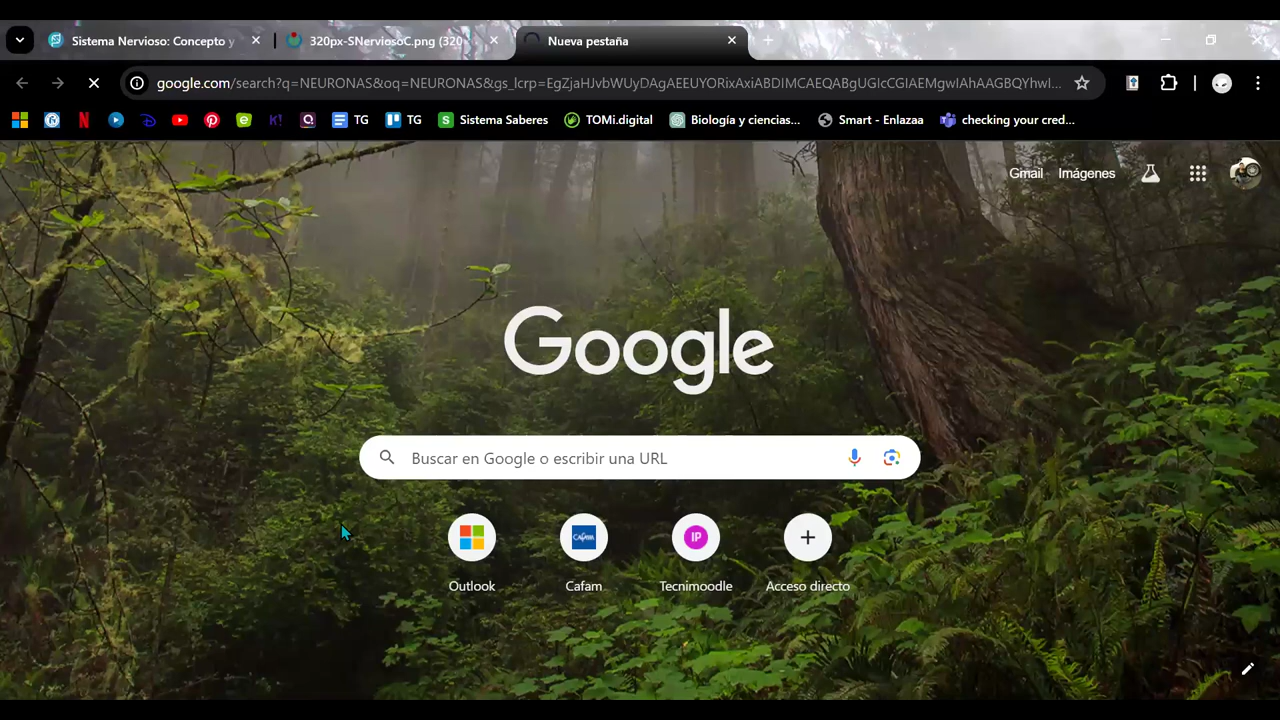 Sistema Nervioso: Concepto y
320px-SNerviosoC.png (320
Nueva pestaña
google.com/search?q=NEURONAS&oq=NEURONAS&gs_lcrp=EgZjaHJvbWUyDAgAEEUYORixAxiABDIMCAEQABgUGIcCGIAEMgwIAhAAGBQYhwI...
TG
TG
Sistema Saberes
TOMi.digital
Biología y ciencias...
Smart - Enlazaa
checking your cred...
Gmail
Imágenes
Google
Buscar en Google o escribir una URL
CAFAM
IP
Outlook
Cafam
Tecnimoodle
Acceso directo